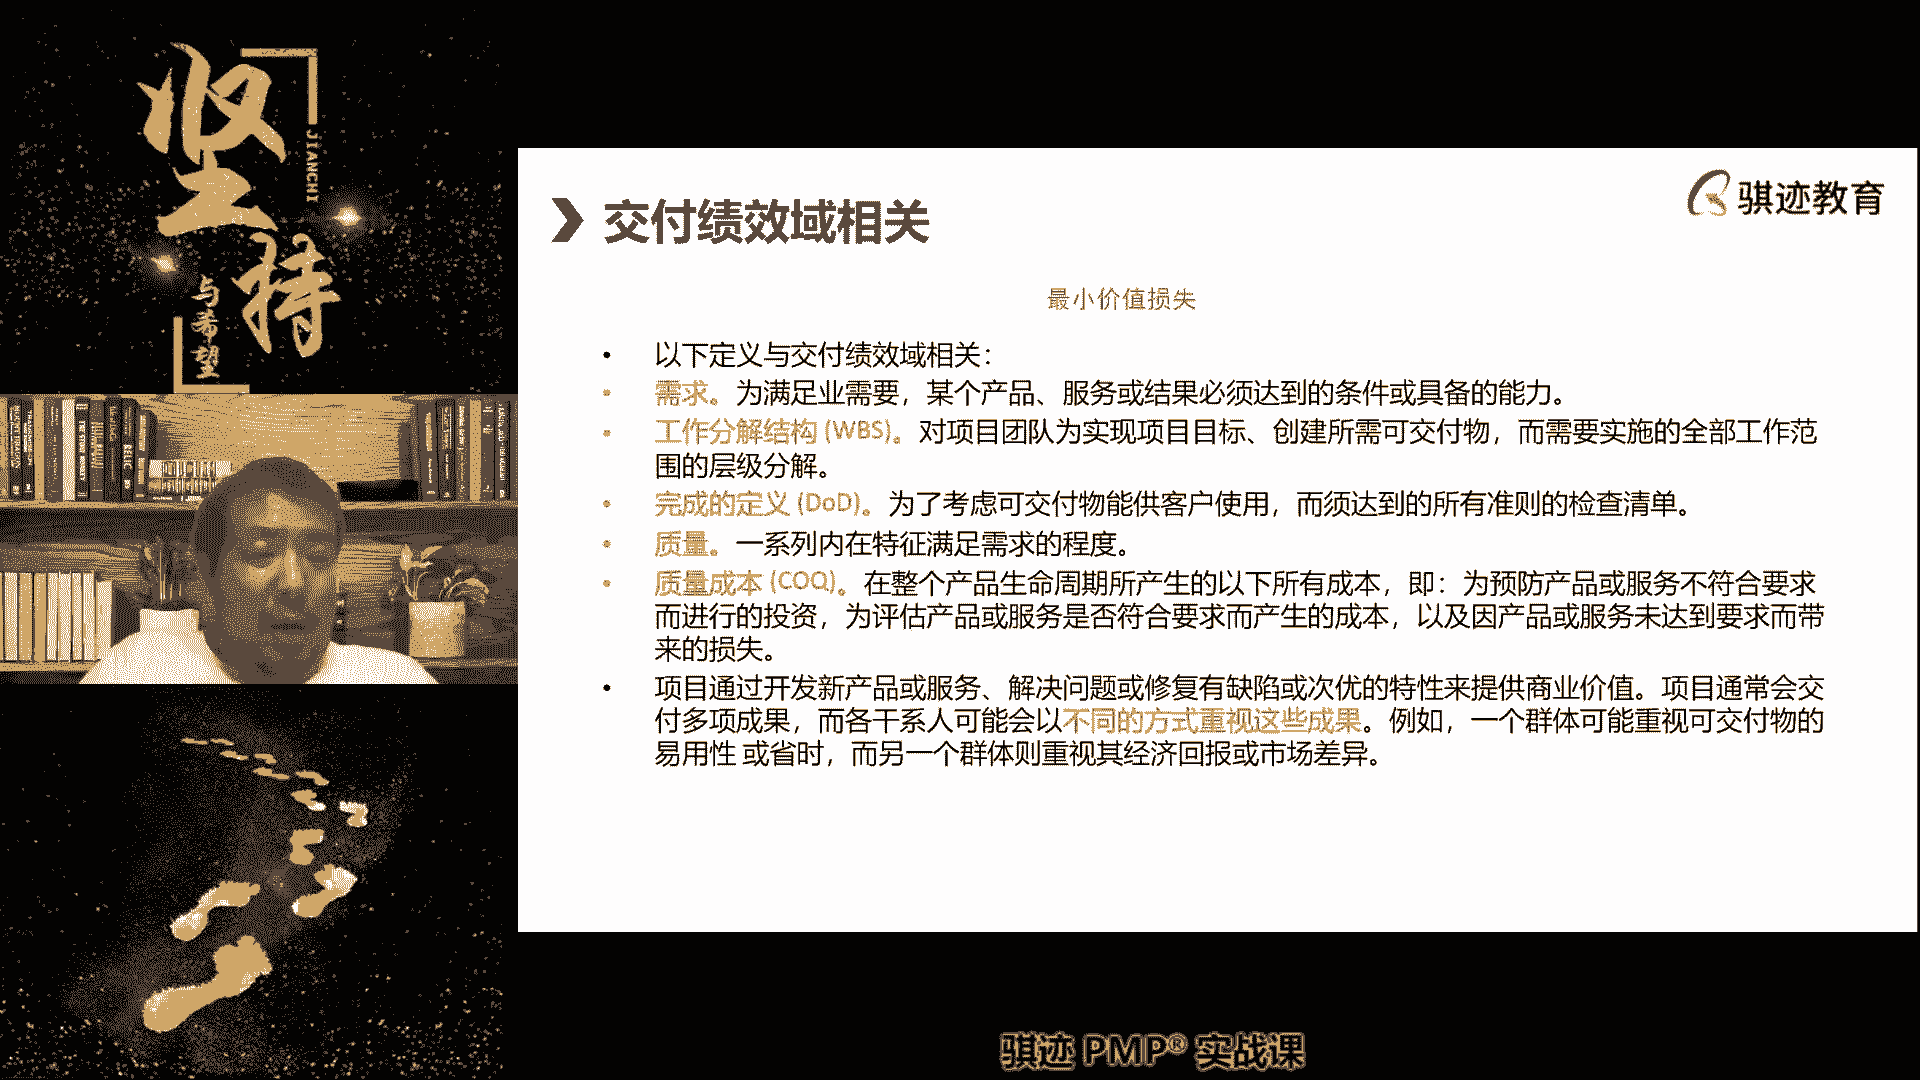 坚持
JIANCHI
与希望
骐迹教育
交付绩效域相关
最小价值损失
• 以下定义与交付绩效域相关：
• 需求。为满足业需要，某个产品、服务或结果必须达到的条件或具备的能力。
• 工作分解结构 (WBS)。对项目团队为实现项目目标、创建所需可交付物，而需要实施的全部工作范
围的层级分解。
• 完成的定义 (DoD)。为了考虑可交付物能供客户使用，而须达到的所有准则的检查清单。
• 质量。一系列内在特征满足需求的程度。
• 质量成本 (COQ)。在整个产品生命周期所产生的以下所有成本，即：为预防产品或服务不符合要求
而进行的投资，为评估产品或服务是否符合要求而产生的成本，以及因产品或服务未达到要求而带
来的损失。
• 项目通过开发新产品或服务、解决问题或修复有缺陷或次优的特性来提供商业价值。项目通常会交
付多项成果，而各干系人可能会以不同的方式重视这些成果。例如，一个群体可能重视可交付物的
易用性 或省时，而另一个群体则重视其经济回报或市场差异。
骐迹 PMP® 实战课